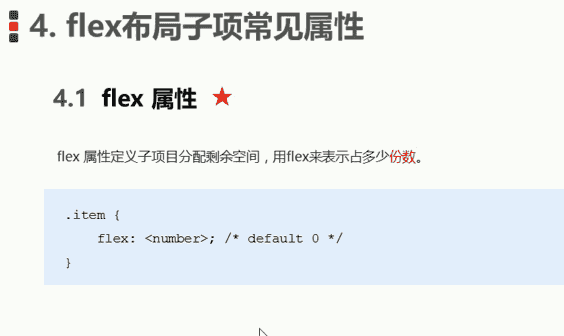 4. flex布局子项常见属性
4.1 flex 属性
flex 属性定义子项目分配剩余空间，用flex来表示占多少份数。
.item {
    flex: <number>; /* default 0 */
}